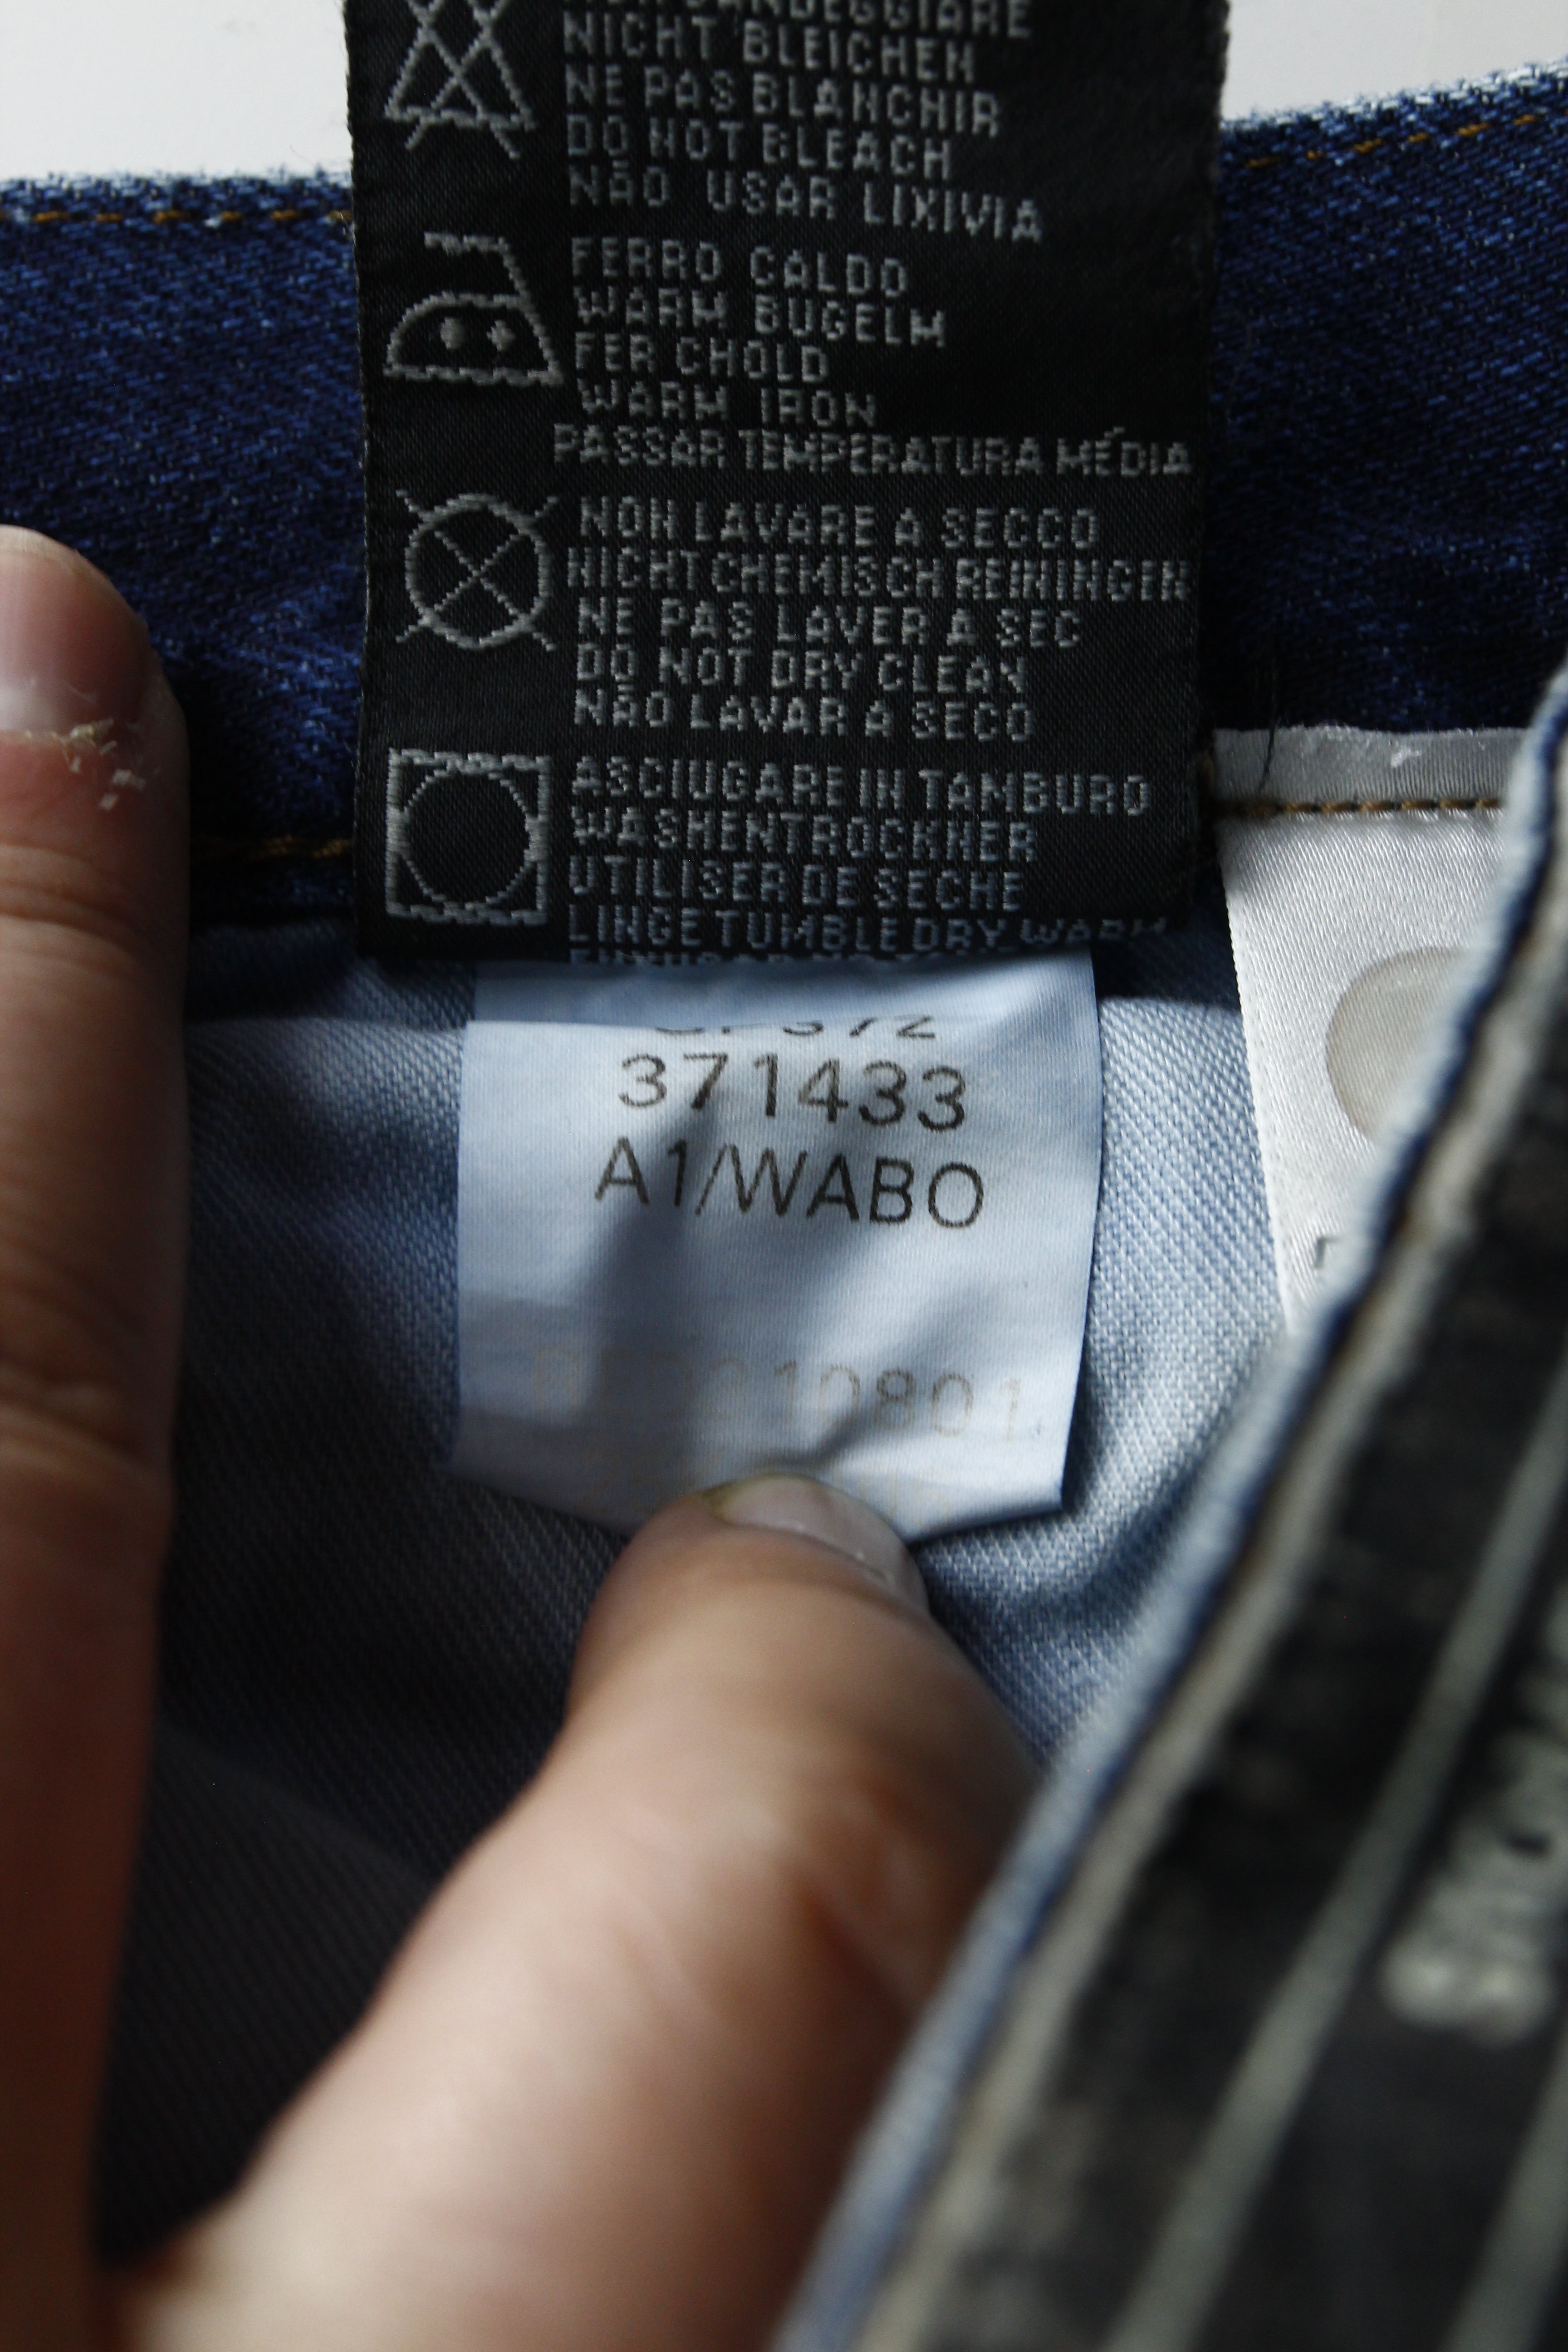 NICHT BLEICHEN
NE PAS BLANCHIR
DO NOT BLEACH
NÃO USAR LIXIVIA
FERRO CALDO
WARM BUGELM
FER CHOLD
WARM IRON
PASSAR TEMPERATURA MÉDIA
NON LAVARE A SECCO
NICHT CHEMISCH REININGEN
NE PAS LAVER A SEC
DO NOT DRY CLEAN
NÃO LAVAR A SECO
ASCIUGARE IN TAMBURO
WASHENTROCKNER
UTILISER DE SECHE
LINGE TUMBLE DRY WARM
371433
A1/WABO